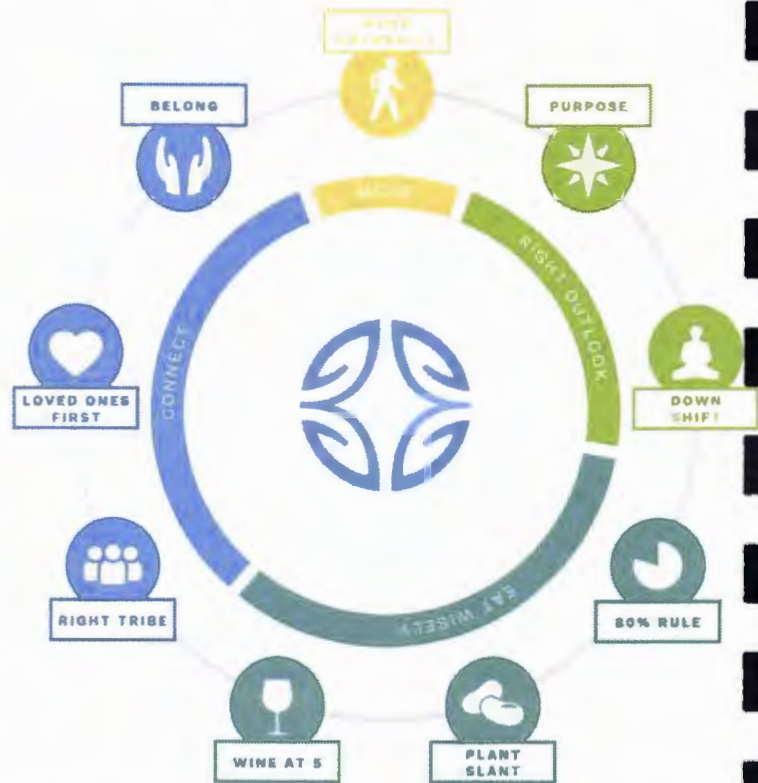 BELONG
PURPOSE
MOVE
RIGHT OUTLOOK
CONNECT
LOVED ONES
FIRST
DOWN
SHIFT
RIGHT TRIBE
80% RULE
EAT WISELY
WINE AT 5
PLANT
SLANT